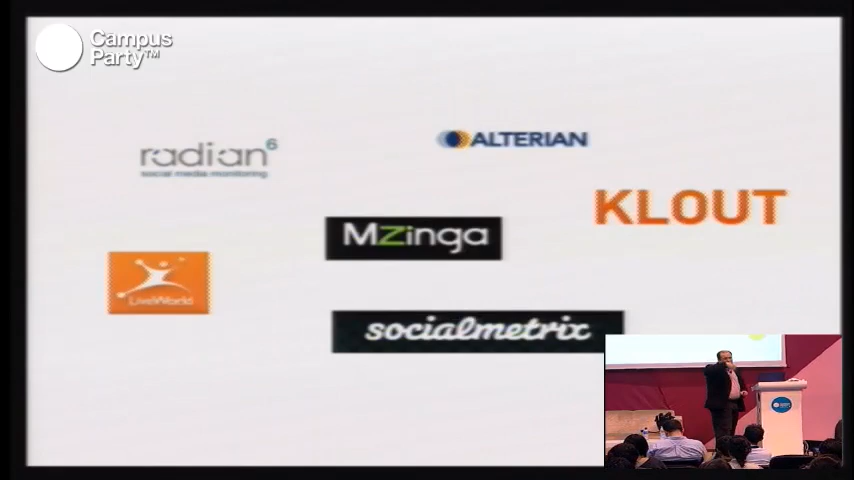 Campus
Party™
radian6
social media monitoring
ALTERIAN
KLOUT
Mzinga
LiveWorld
socialmetrix